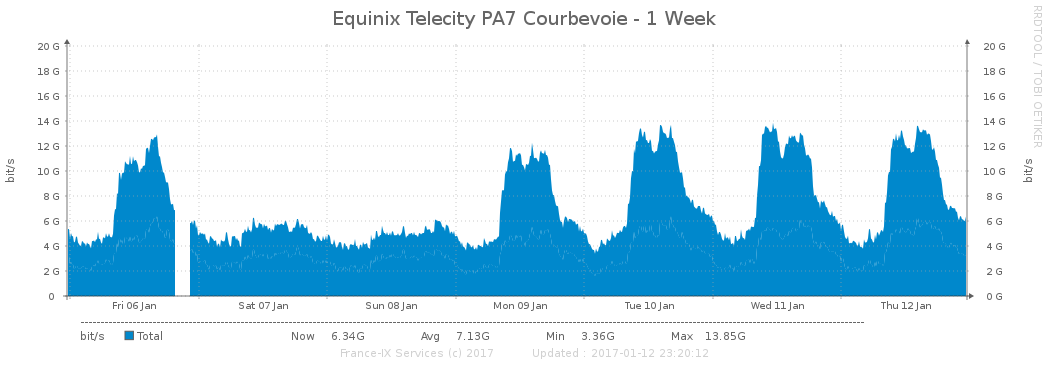 Equinix Telecity PA7 Courbevoie - 1 Week
RRDTOOL / TOBI OETIKER
20 G 20 G
18 G 18 G
16 G 16 G
14 G 14 G
12 G 12 G
10 G 10 G
8 G 8 G
6 G 6 G
4 G 4 G
2 G 2 G
0 0 G
bit/s bit/s
Fri 06 Jan Sat 07 Jan Sun 08 Jan Mon 09 Jan Tue 10 Jan Wed 11 Jan Thu 12 Jan
bit/s Total Now 6.34G Avg 7.13G Min 3.36G Max 13.85G
France-IX Services (c) 2017 Updated : 2017-01-12 23:20:12